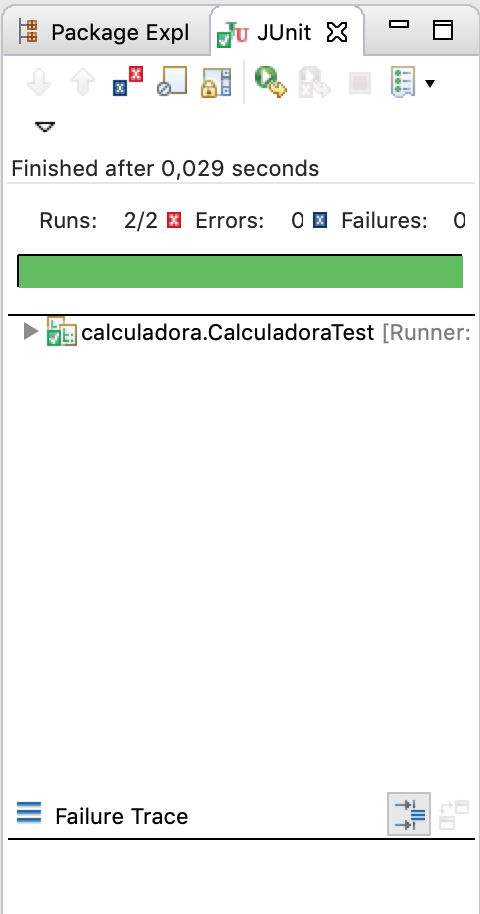 Package Expl JUnit
Finished after 0,029 seconds
Runs: 2/2 Errors: 0 Failures: 0
calculadora.CalculadoraTest [Runner:
Failure Trace